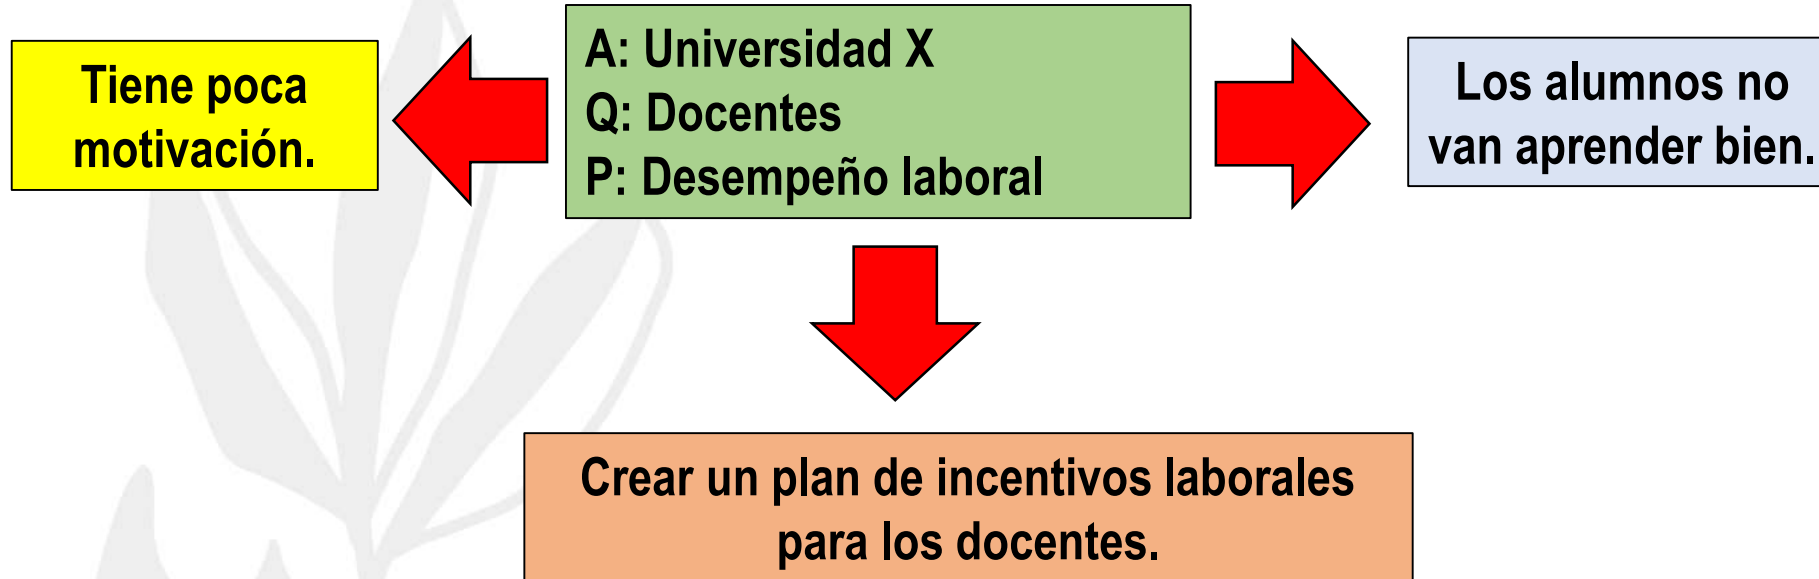 Tiene poca
motivación.
A: Universidad X
Q: Docentes
P: Desempeño laboral
Los alumnos no
van aprender bien.
Crear un plan de incentivos laborales
para los docentes.